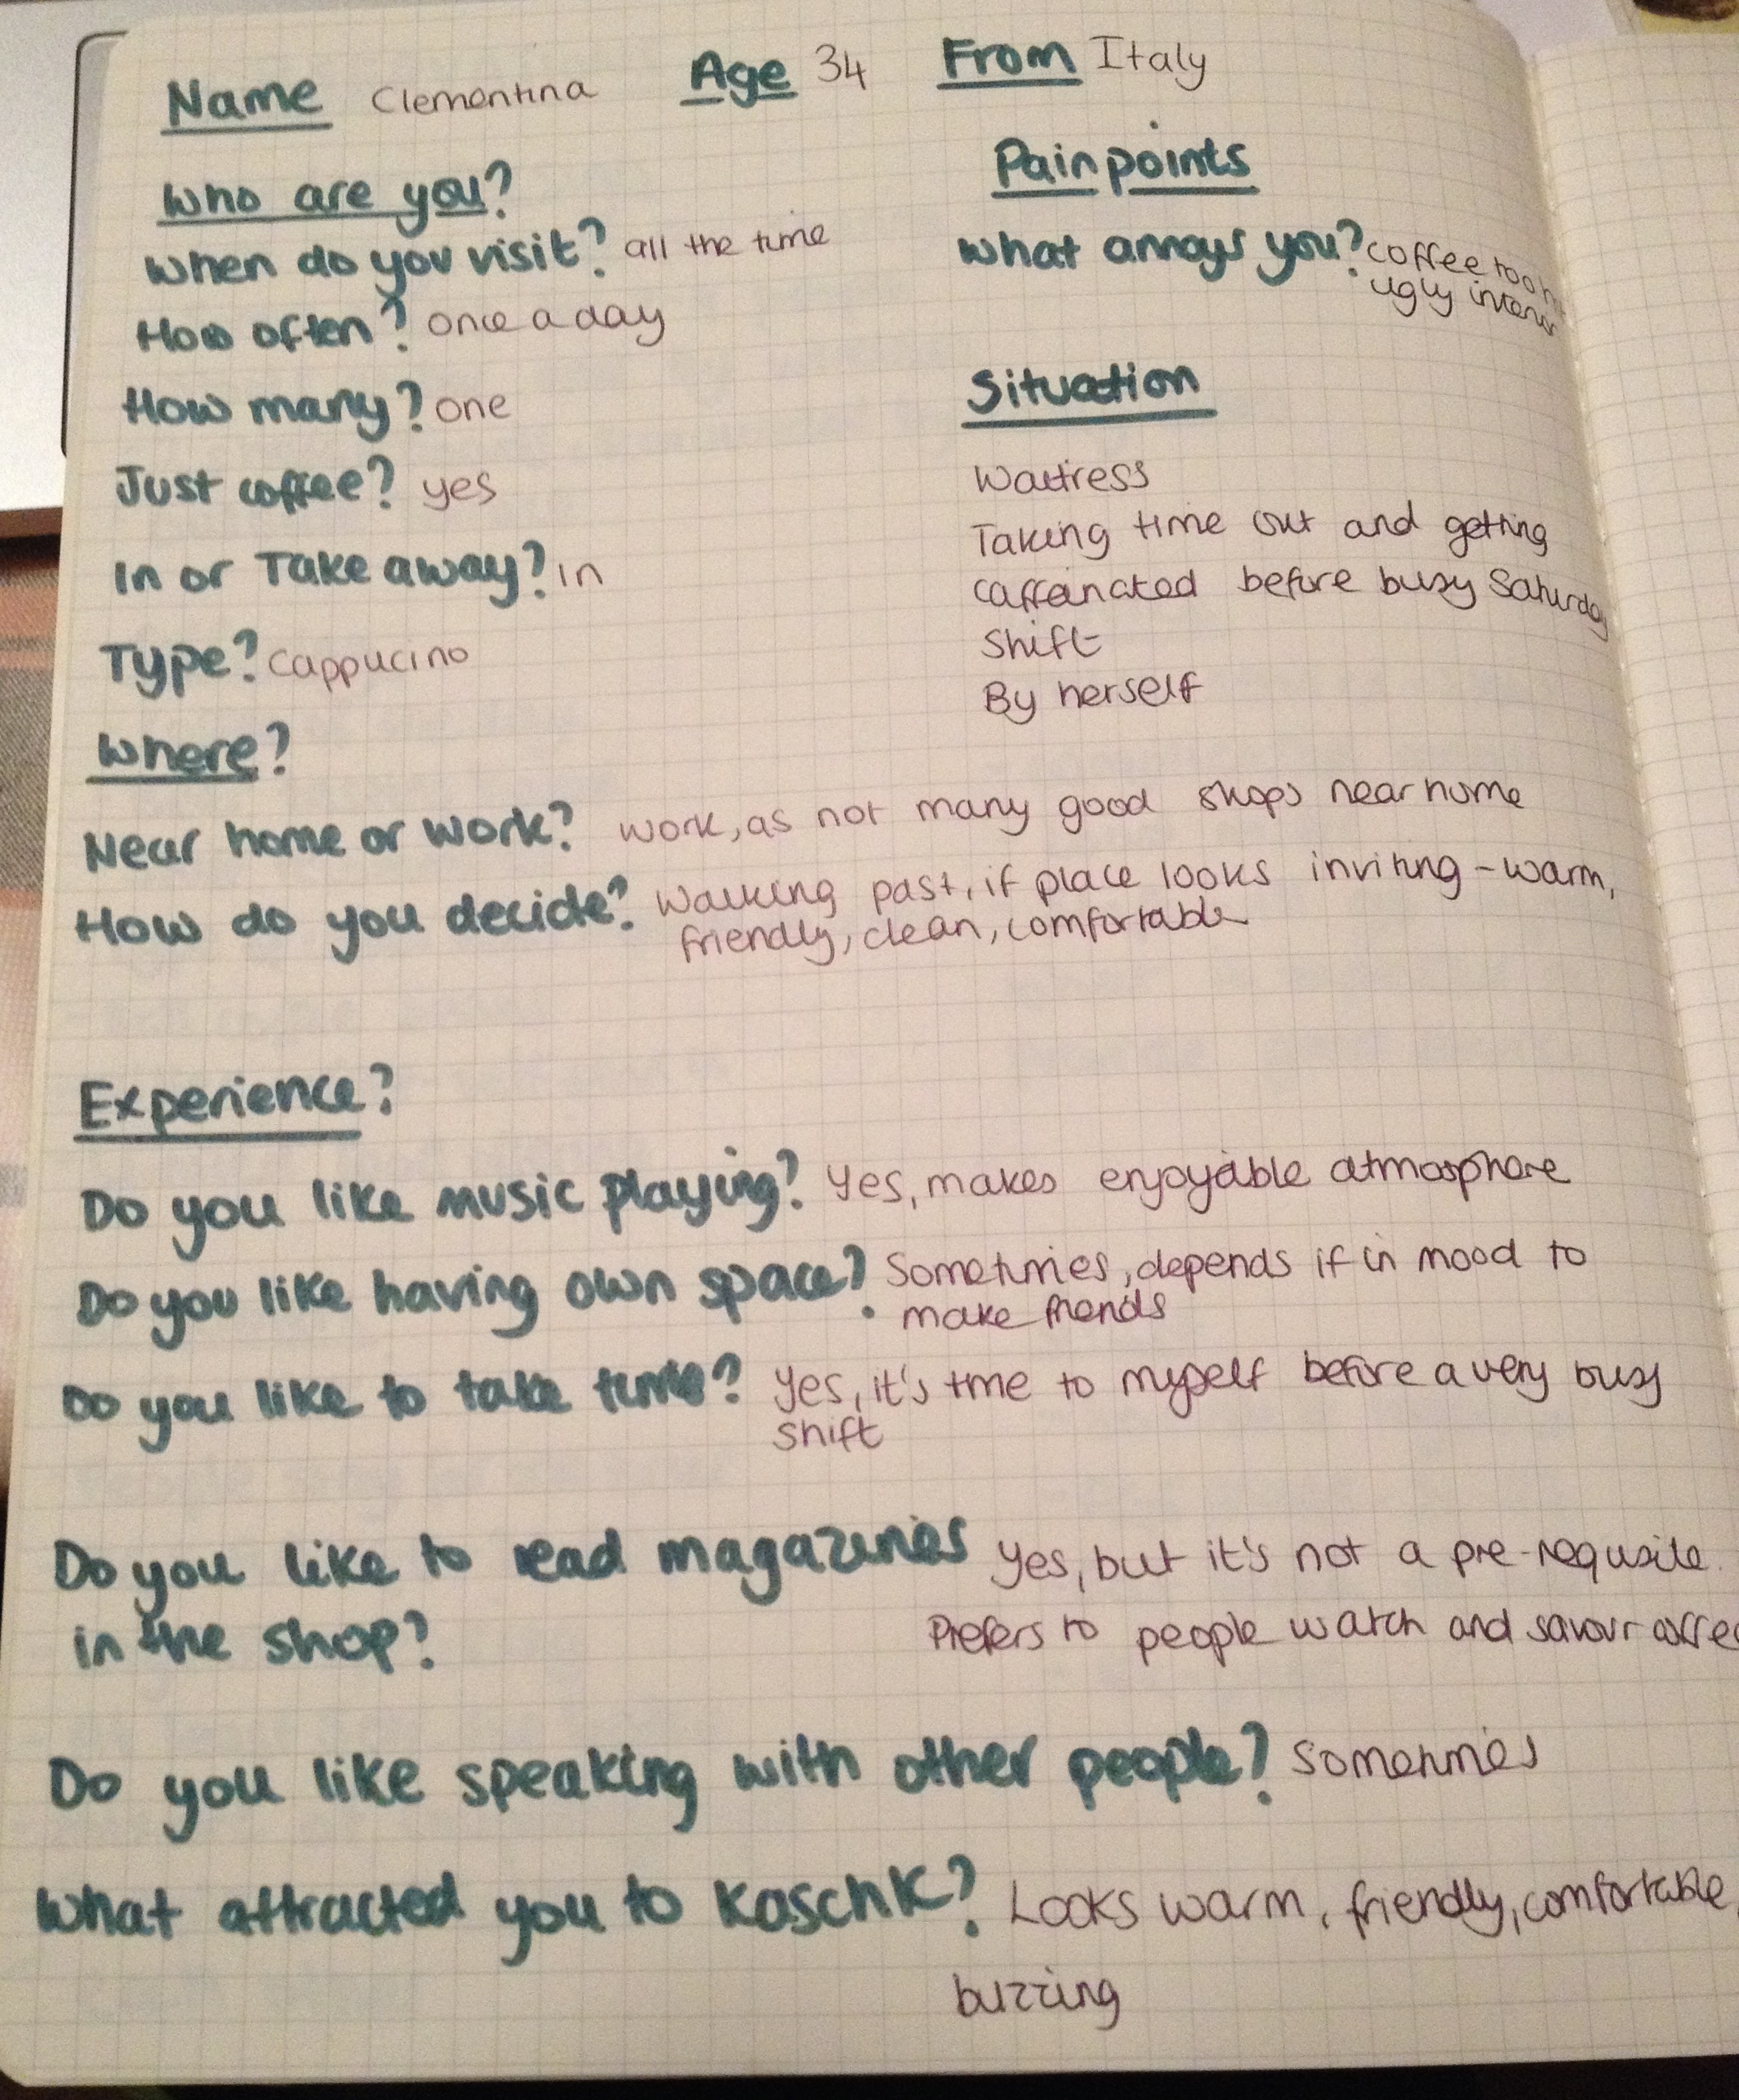 Name Clementina Age 34 From Italy
Who are you?
When do you visit? all the time
How often? once a day
How many? one
Just coffee? yes
In or Take away? in
Type? cappucino
Pain points
What annoys you? coffee too
ugly interior
Situation
Waitress
Taking time out and getting
caffeinated before busy Saturday
shift
By herself
Where?
Near home or work? work, as not many good shops near home
How do you decide? Walking past, if place looks inviting - warm,
friendly, clean, comfortable
Experience?
Do you like music playing? Yes, makes enjoyable atmosphere
Do you like having own space? Sometimes, depends if in mood to
make friends
Do you like to take time? Yes, it's time to myself before a very busy
shift
Do you like to read magazines Yes, but it's not a pre-requsite.
in the shop? Prefers to people watch and savour coffee
Do you like speaking with other people? Sometimes
What attracted you to Kaschk? Looks warm, friendly, comfortable,
buzzing